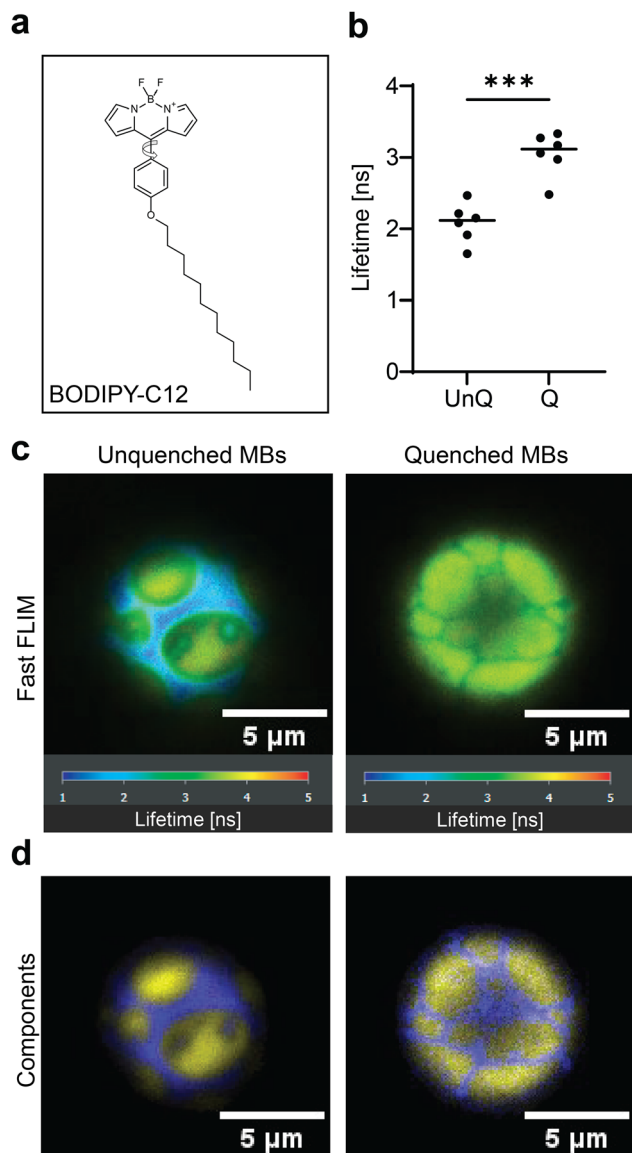 a
F F
B
N N+
O
BODIPY-C12
b
***
Lifetime [ns]
4
3
2
1
0
UnQ Q
c
Unquenched MBs Quenched MBs
Fast FLIM
5 μm 5 μm
1 2 3 4 5 1 2 3 4 5
Lifetime [ns] Lifetime [ns]
d
Components
5 μm 5 μm